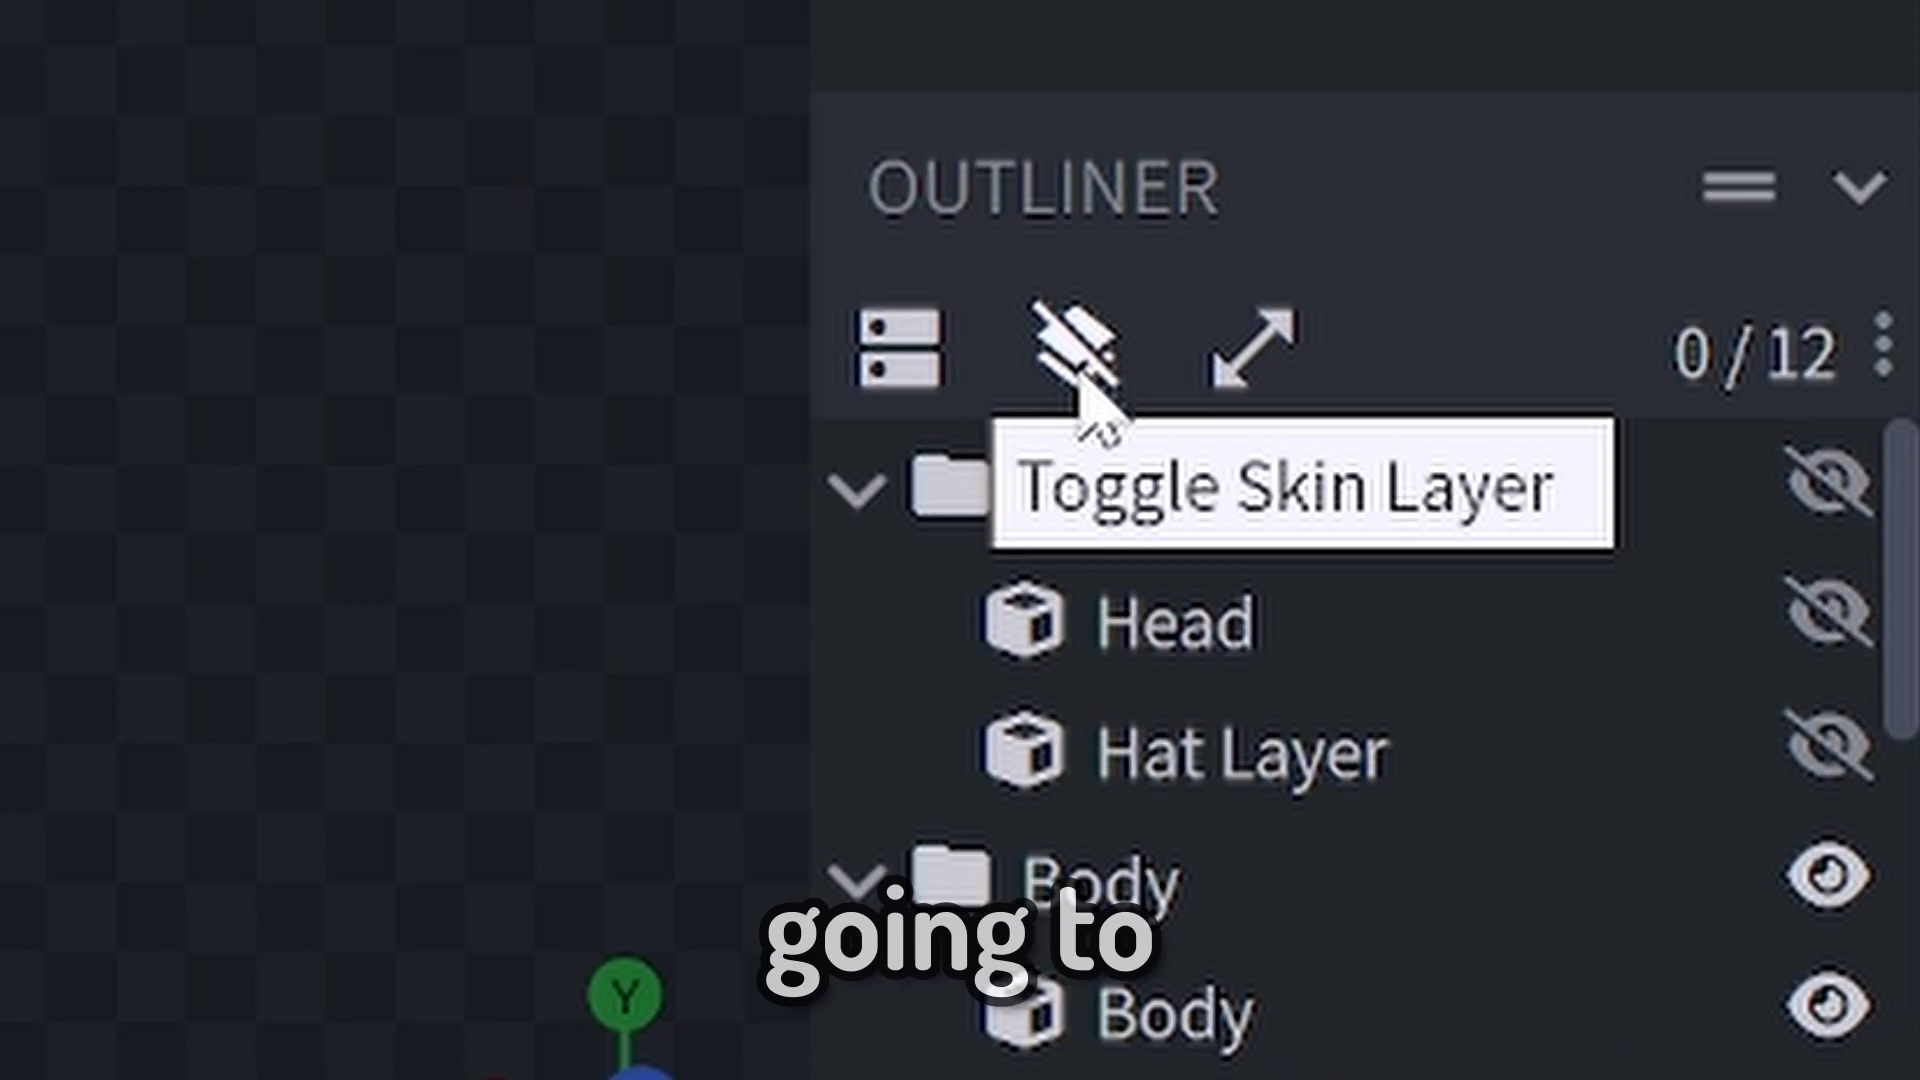 OUTLINER
0 / 12
Toggle Skin Layer
Head
Hat Layer
Body
going to
Body
Y